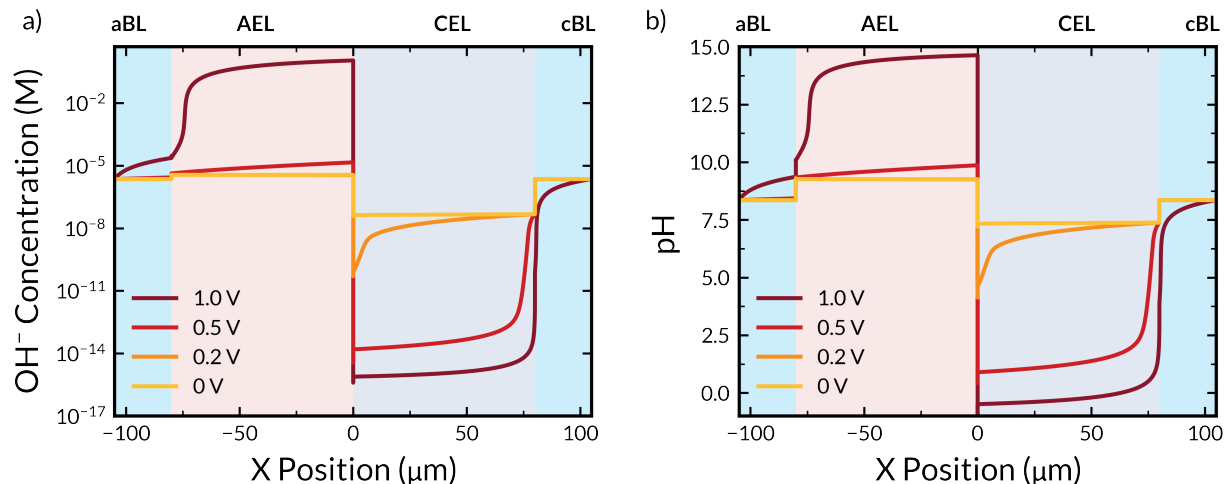 a)
aBL AEL CEL cBL
OH⁻ Concentration (M)
10⁻²
10⁻⁵
10⁻⁸
10⁻¹¹
10⁻¹⁴
10⁻¹⁷
1.0 V
0.5 V
0.2 V
0 V
−100 −50 0 50 100
X Position (μm)
b)
aBL AEL CEL cBL
pH
15.0
12.5
10.0
7.5
5.0
2.5
0.0
1.0 V
0.5 V
0.2 V
0 V
−100 −50 0 50 100
X Position (μm)